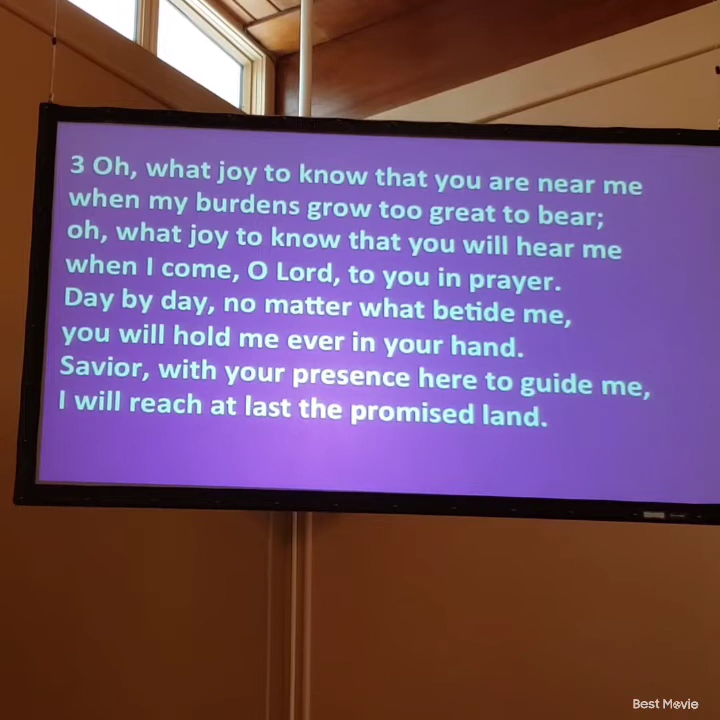 3 Oh, what joy to know that you are near me
when my burdens grow too great to bear;
oh, what joy to know that you will hear me
when I come, O Lord, to you in prayer.
Day by day, no matter what betide me,
you will hold me ever in your hand.
Savior, with your presence here to guide me,
I will reach at last the promised land.
Best Movie